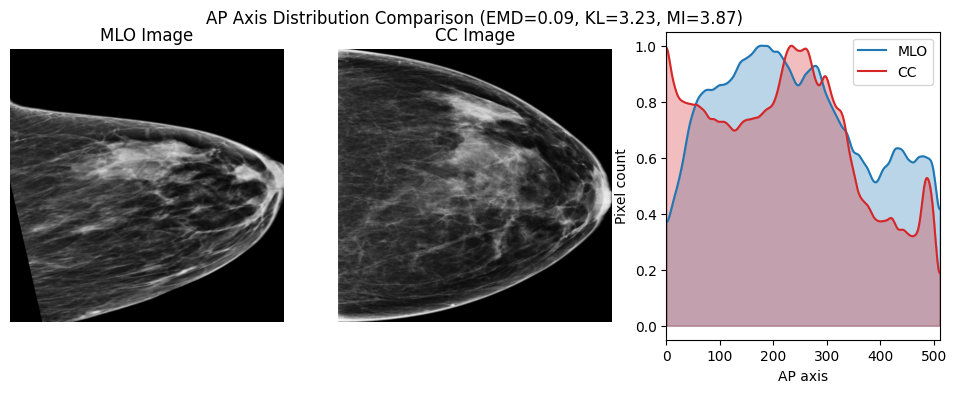 AP Axis Distribution Comparison (EMD=0.09, KL=3.23, MI=3.87)
MLO Image
CC Image
MLO
CC
Pixel count
1.0
0.8
0.6
0.4
0.2
0.0
0 100 200 300 400 500
AP axis